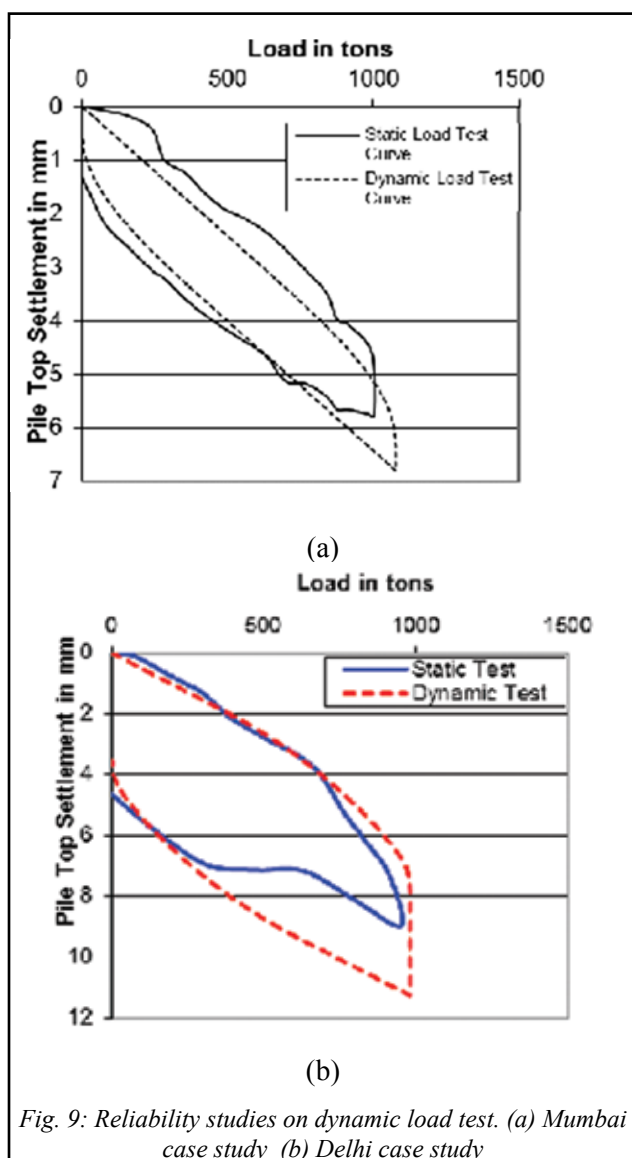 Load in tons
0 500 1000 1500
0
1
2
3
4
5
6
7
Pile Top Settlement in mm
Static Load Test
Curve
Dynamic Load Test
Curve
(a)
Load in tons
0 500 1000 1500
0
2
4
6
8
10
12
Pile Top Settlement in mm
Static Test
Dynamic Test
(b)
Fig. 9: Reliability studies on dynamic load test. (a) Mumbai
case study (b) Delhi case study